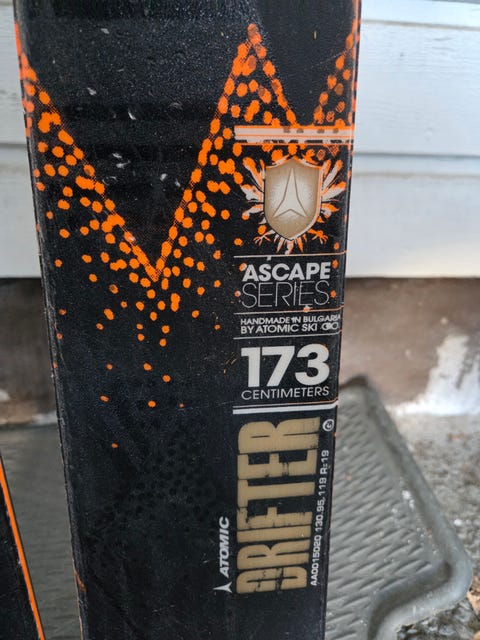 ASCAPE
SERIES
HANDMADE IN BULGARIA
BY ATOMIC SKI
173
CENTIMETERS
ATOMIC
DRIFTER
AA0015020 130.95.119 R=19